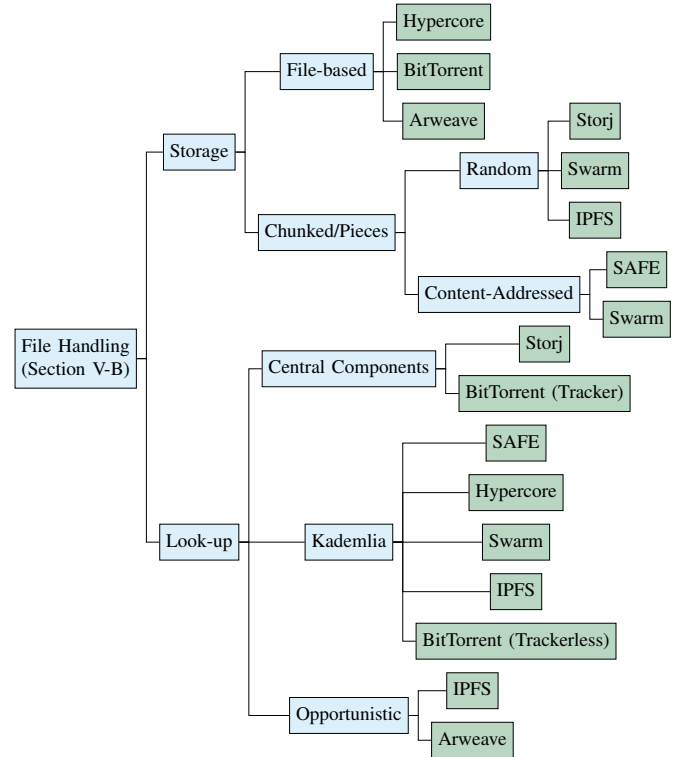 Hypercore
File-based
BitTorrent
Arweave
Storj
Storage
Random
Swarm
IPFS
Chunked/Pieces
SAFE
Content-Addressed
Swarm
File Handling
(Section V-B)
Storj
Central Components
BitTorrent (Tracker)
SAFE
Hypercore
Look-up
Kademlia
Swarm
IPFS
BitTorrent (Trackerless)
IPFS
Opportunistic
Arweave